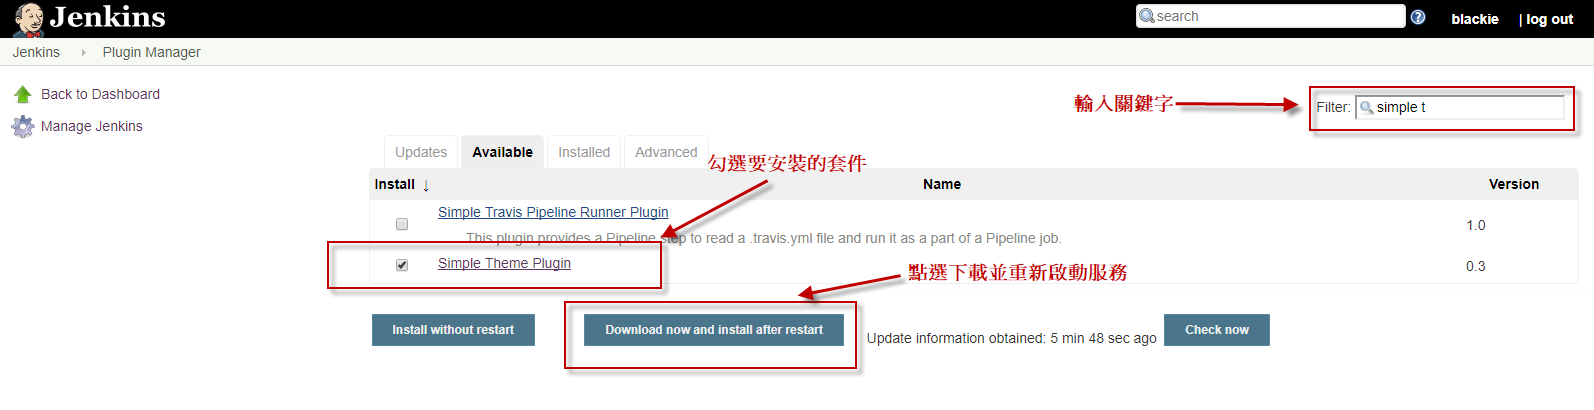 Jenkins
search
blackie
| log out
Jenkins
Plugin Manager
Back to Dashboard
Manage Jenkins
輸入關鍵字
Filter:
simple t
Updates
Available
Installed
Advanced
勾選要安裝的套件
Install ↓
Name
Version
Simple Travis Pipeline Runner Plugin
This plugin provides a Pipeline step to read a .travis.yml file and run it as a part of a Pipeline job.
1.0
Simple Theme Plugin
0.3
點選下載並重新啟動服務
Install without restart
Download now and install after restart
Update information obtained: 5 min 48 sec ago
Check now